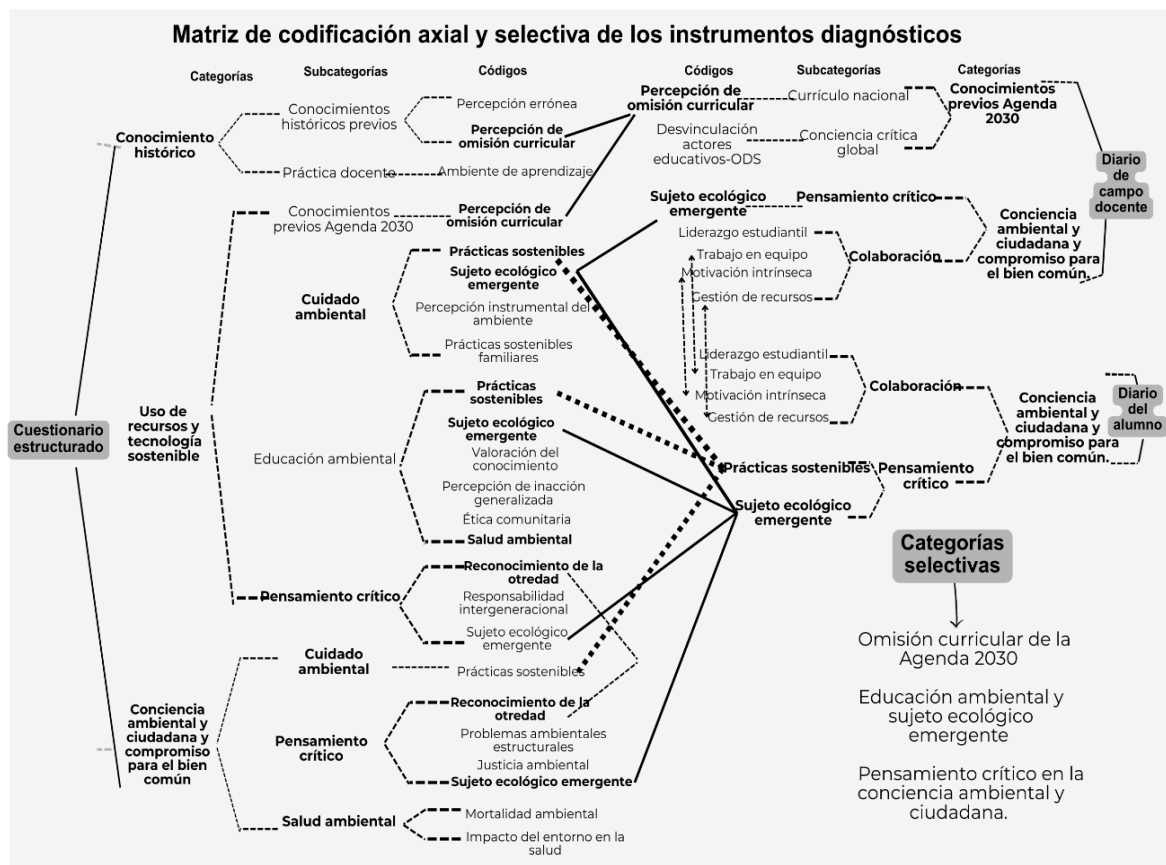 Matriz de codificación axial y selectiva de los instrumentos diagnósticos
Categorías
Subcategorías
Códigos
Cuestionario
estructurado
Conocimiento
histórico
Conocimientos
históricos previos
Percepción errónea
Percepción de
omisión curricular
Práctica docente
Ambiente de aprendizaje
Uso de
recursos y
tecnología
sostenible
Conocimientos
previos Agenda 2030
Percepción de
omisión curricular
Cuidado
ambiental
Prácticas sostenibles
Sujeto ecológico
emergente
Percepción instrumental del
ambiente
Prácticas sostenibles
familiares
Educación ambiental
Prácticas
sostenibles
Sujeto ecológico
emergente
Valoración del
conocimiento
Percepción de inacción
generalizada
Ética comunitaria
Salud ambiental
Pensamiento crítico
Reconocimiento de la
otredad
Responsabilidad
intergeneracional
Sujeto ecológico
emergente
Conciencia
ambiental y
ciudadana y
compromiso
para el bien
común
Cuidado
ambiental
Prácticas sostenibles
Pensamiento
crítico
Reconocimiento de la
otredad
Problemas ambientales
estructurales
Justicia ambiental
Sujeto ecológico emergente
Salud ambiental
Mortalidad ambiental
Impacto del entorno en la
salud
Códigos
Subcategorías
Categorías
Percepción de
omisión curricular
Currículo nacional
Conocimientos
previos Agenda
2030
Desvinculación
actores
educativos-ODS
Conciencia crítica
global
Diario
de
campo
docente
Sujeto ecológico
emergente
Pensamiento crítico
Conciencia
ambiental y
ciudadana y
compromiso para
el bien común.
Liderazgo estudiantil
Trabajo en equipo
Motivación intrínseca
Gestión de recursos
Colaboración
Liderazgo estudiantil
Trabajo en equipo
Motivación intrínseca
Gestión de recursos
Colaboración
Conciencia
ambiental y
ciudadana y
compromiso para
el bien común.
Diario
del
alumno
Prácticas sostenibles
Sujeto ecológico
emergente
Pensamiento
crítico
Categorías
selectivas
Omisión curricular de la
Agenda 2030
Educación ambiental y
sujeto ecológico
emergente
Pensamiento crítico en la
conciencia ambiental y
ciudadana.